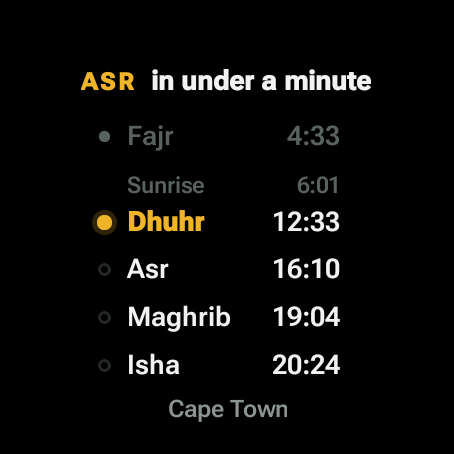 ASR in under a minute
Fajr 4:33
Sunrise 6:01
Dhuhr 12:33
Asr 16:10
Maghrib 19:04
Isha 20:24
Cape Town